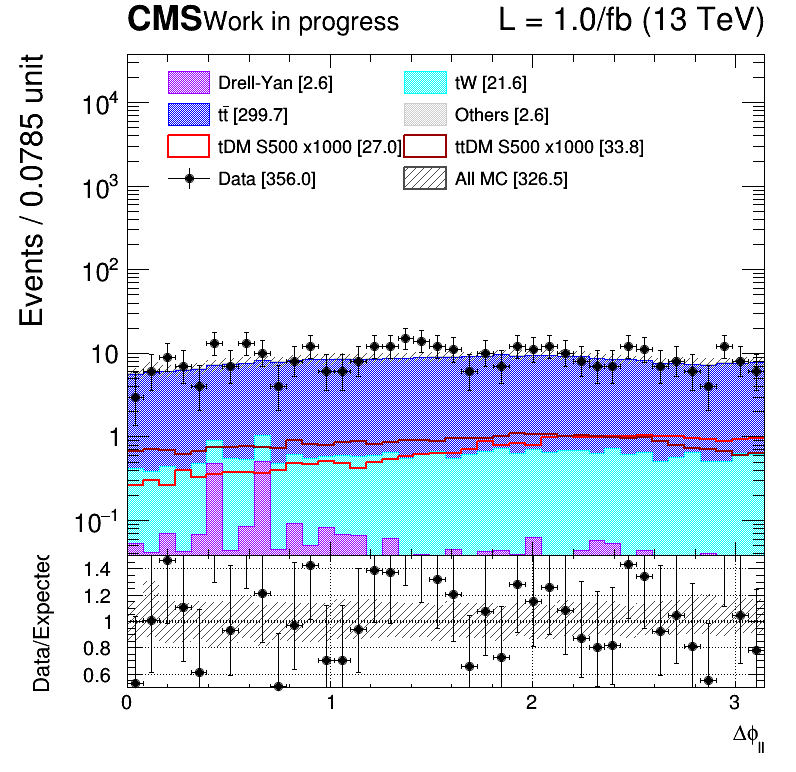 CMS Work in progress L = 1.0/fb (13 TeV)
Events / 0.0785 unit
Drell-Yan [2.6] tW [21.6]
tt̄ [299.7] Others [2.6]
tDM S500 x1000 [27.0] ttDM S500 x1000 [33.8]
Data [356.0] All MC [326.5]
10⁴
10³
10²
10
1
10⁻¹
Data/Expected
1.4
1.2
1
0.8
0.6
0 1 2 3
Δϕ_ll